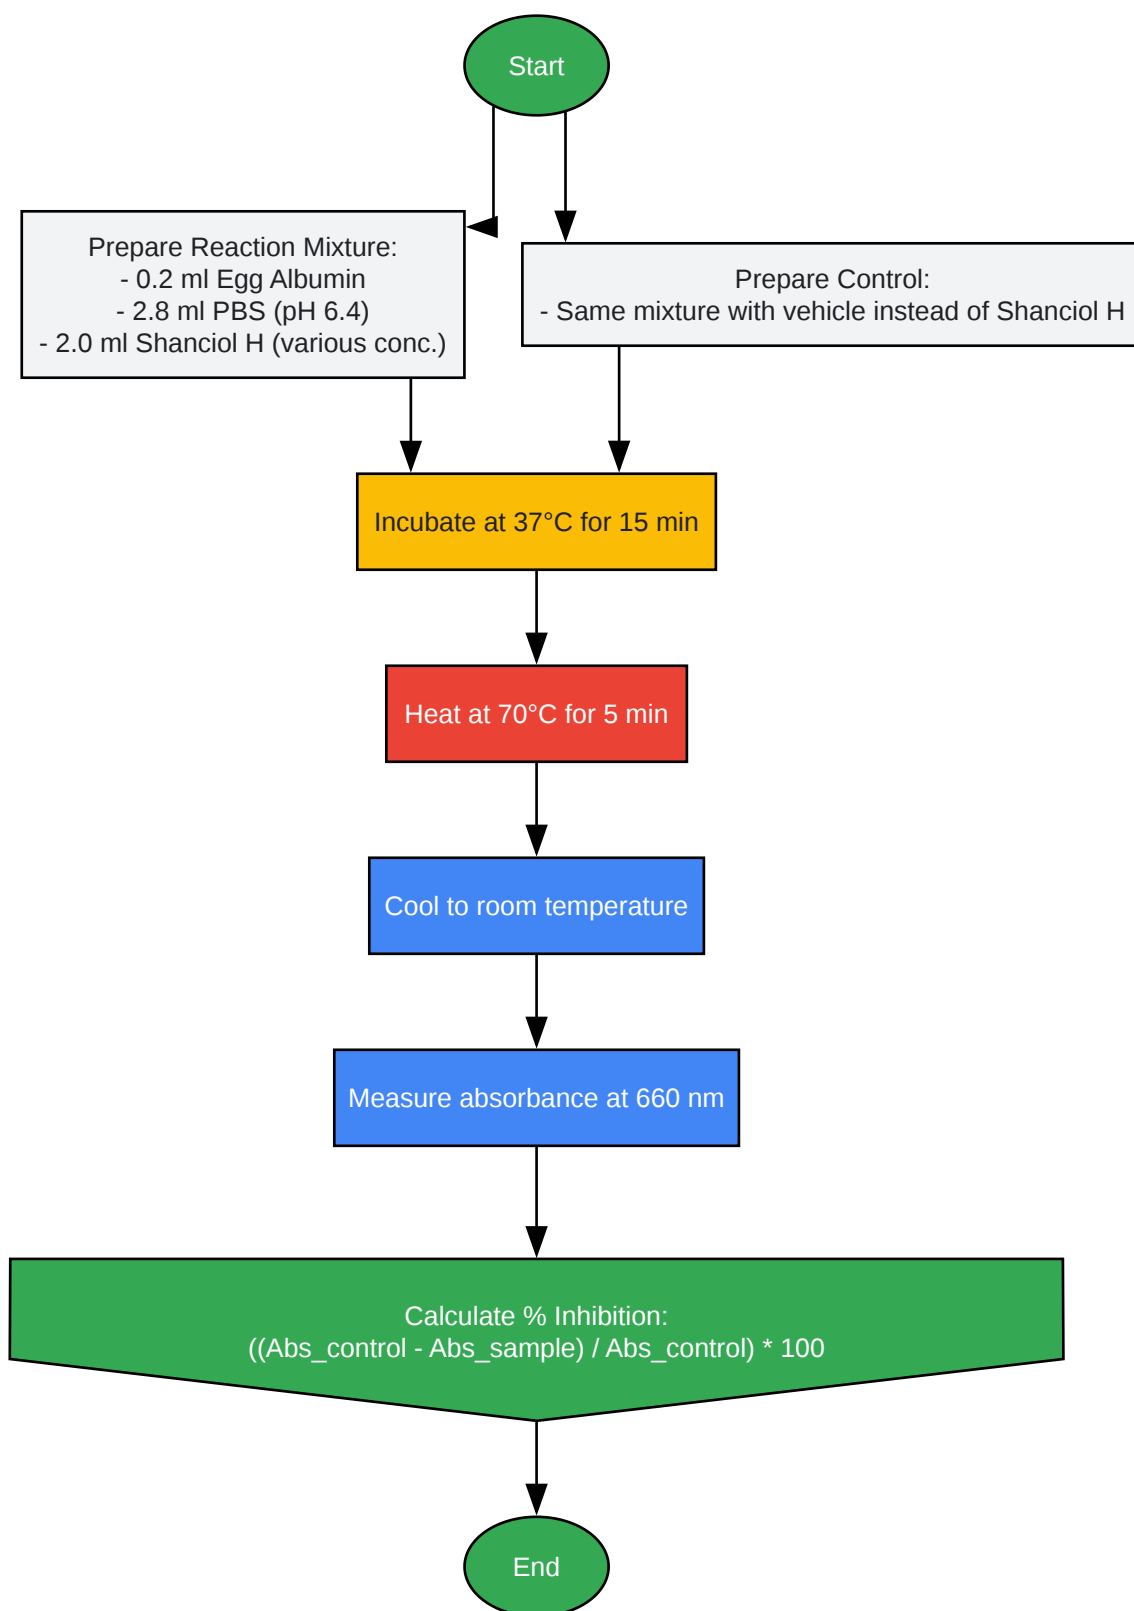 Start
Prepare Reaction Mixture:
- 0.2 ml Egg Albumin
- 2.8 ml PBS (pH 6.4)
- 2.0 ml Shanciol H (various conc.)
Prepare Control:
- Same mixture with vehicle instead of Shanciol H
Incubate at 37°C for 15 min
Heat at 70°C for 5 min
Cool to room temperature
Measure absorbance at 660 nm
Calculate % Inhibition:
((Abs_control - Abs_sample) / Abs_control) * 100
End